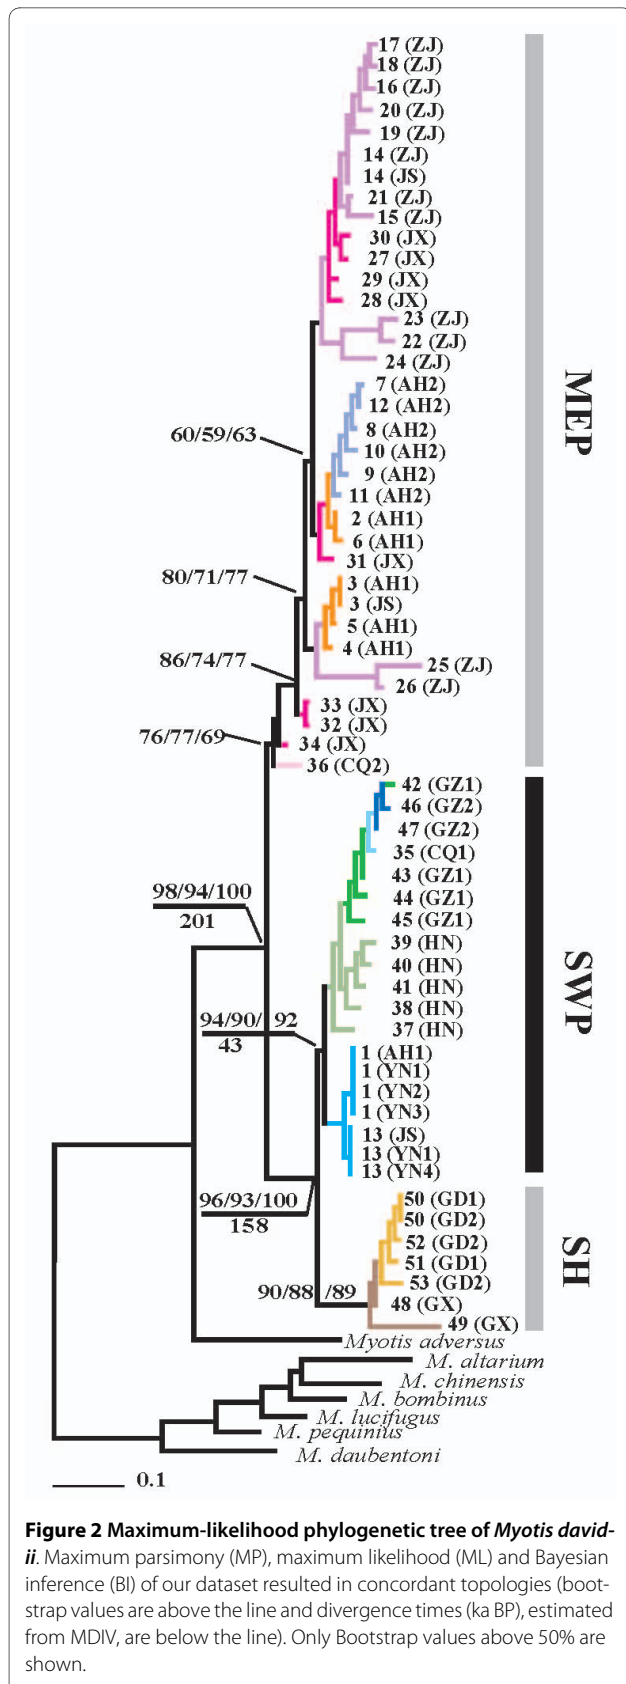 17 (ZJ)
18 (ZJ)
16 (ZJ)
20 (ZJ)
19 (ZJ)
14 (ZJ)
14 (JS)
21 (ZJ)
15 (ZJ)
30 (JX)
27 (JX)
29 (JX)
28 (JX)
23 (ZJ)
22 (ZJ)
24 (ZJ)
7 (AH2)
12 (AH2)
8 (AH2)
10 (AH2)
9 (AH2)
11 (AH2)
2 (AH1)
6 (AH1)
31 (JX)
3 (AH1)
3 (JS)
5 (AH1)
4 (AH1)
25 (ZJ)
26 (ZJ)
33 (JX)
32 (JX)
34 (JX)
36 (CQ2)
MEP
60/59/63
80/71/77
86/74/77
76/77/69
42 (GZ1)
46 (GZ2)
47 (GZ2)
35 (CQ1)
43 (GZ1)
44 (GZ1)
45 (GZ1)
39 (HN)
40 (HN)
41 (HN)
38 (HN)
37 (HN)
1 (AH1)
1 (YN1)
1 (YN2)
1 (YN3)
13 (JS)
13 (YN1)
13 (YN4)
SWP
98/94/100
201
94/90/ 92
43
96/93/100
158
50 (GD1)
50 (GD2)
52 (GD2)
51 (GD1)
53 (GD2)
48 (GX)
49 (GX)
SH
90/88 /89
Myotis adversus
M. altarium
M. chinensis
M. bombinus
M. lucifugus
M. pequinius
M. daubentoni
0.1
Figure 2 Maximum-likelihood phylogenetic tree of Myotis david-
ii. Maximum parsimony (MP), maximum likelihood (ML) and Bayesian
inference (BI) of our dataset resulted in concordant topologies (boot-
strap values are above the line and divergence times (ka BP), estimated
from MDIV, are below the line). Only Bootstrap values above 50% are
shown.